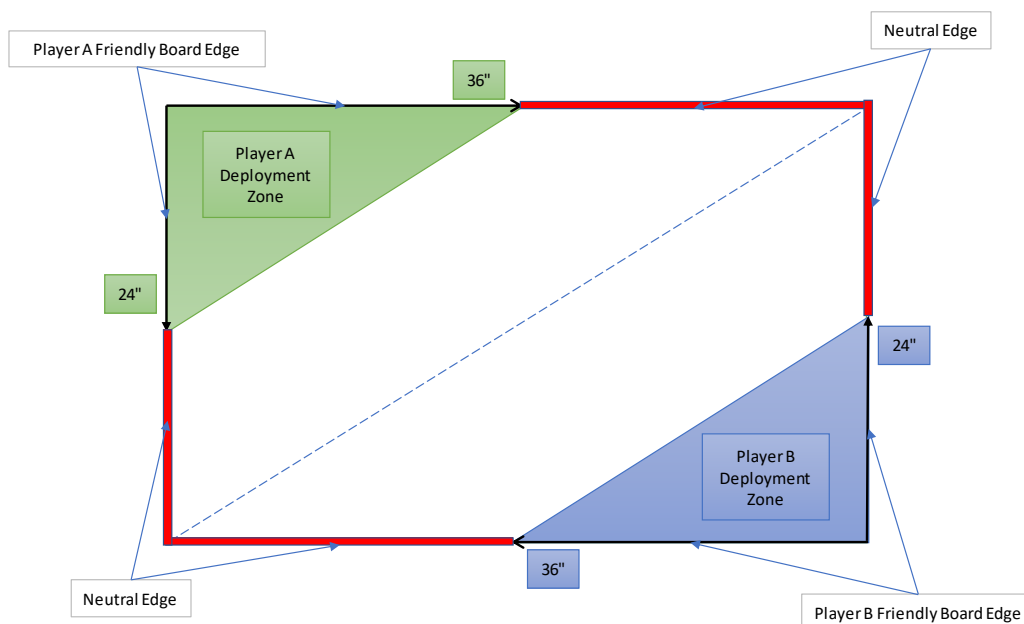 Player A Friendly Board Edge
Neutral Edge
36"
Player A
Deployment
Zone
24"
24"
Player B
Deployment
Zone
36"
Neutral Edge
Player B Friendly Board Edge